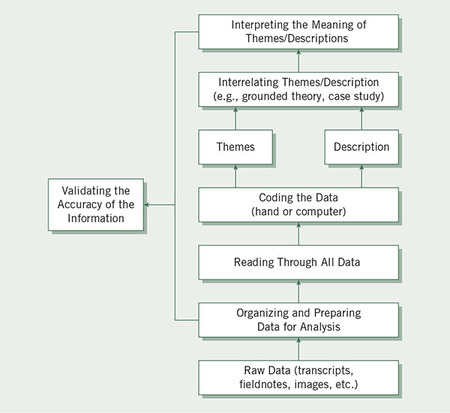 Interpreting the Meaning of
Themes/Descriptions
Interrelating Themes/Description
(e.g., grounded theory, case study)
Themes
Description
Validating the
Accuracy of the
Information
Coding the Data
(hand or computer)
Reading Through All Data
Organizing and Preparing
Data for Analysis
Raw Data (transcripts,
fieldnotes, images, etc.)